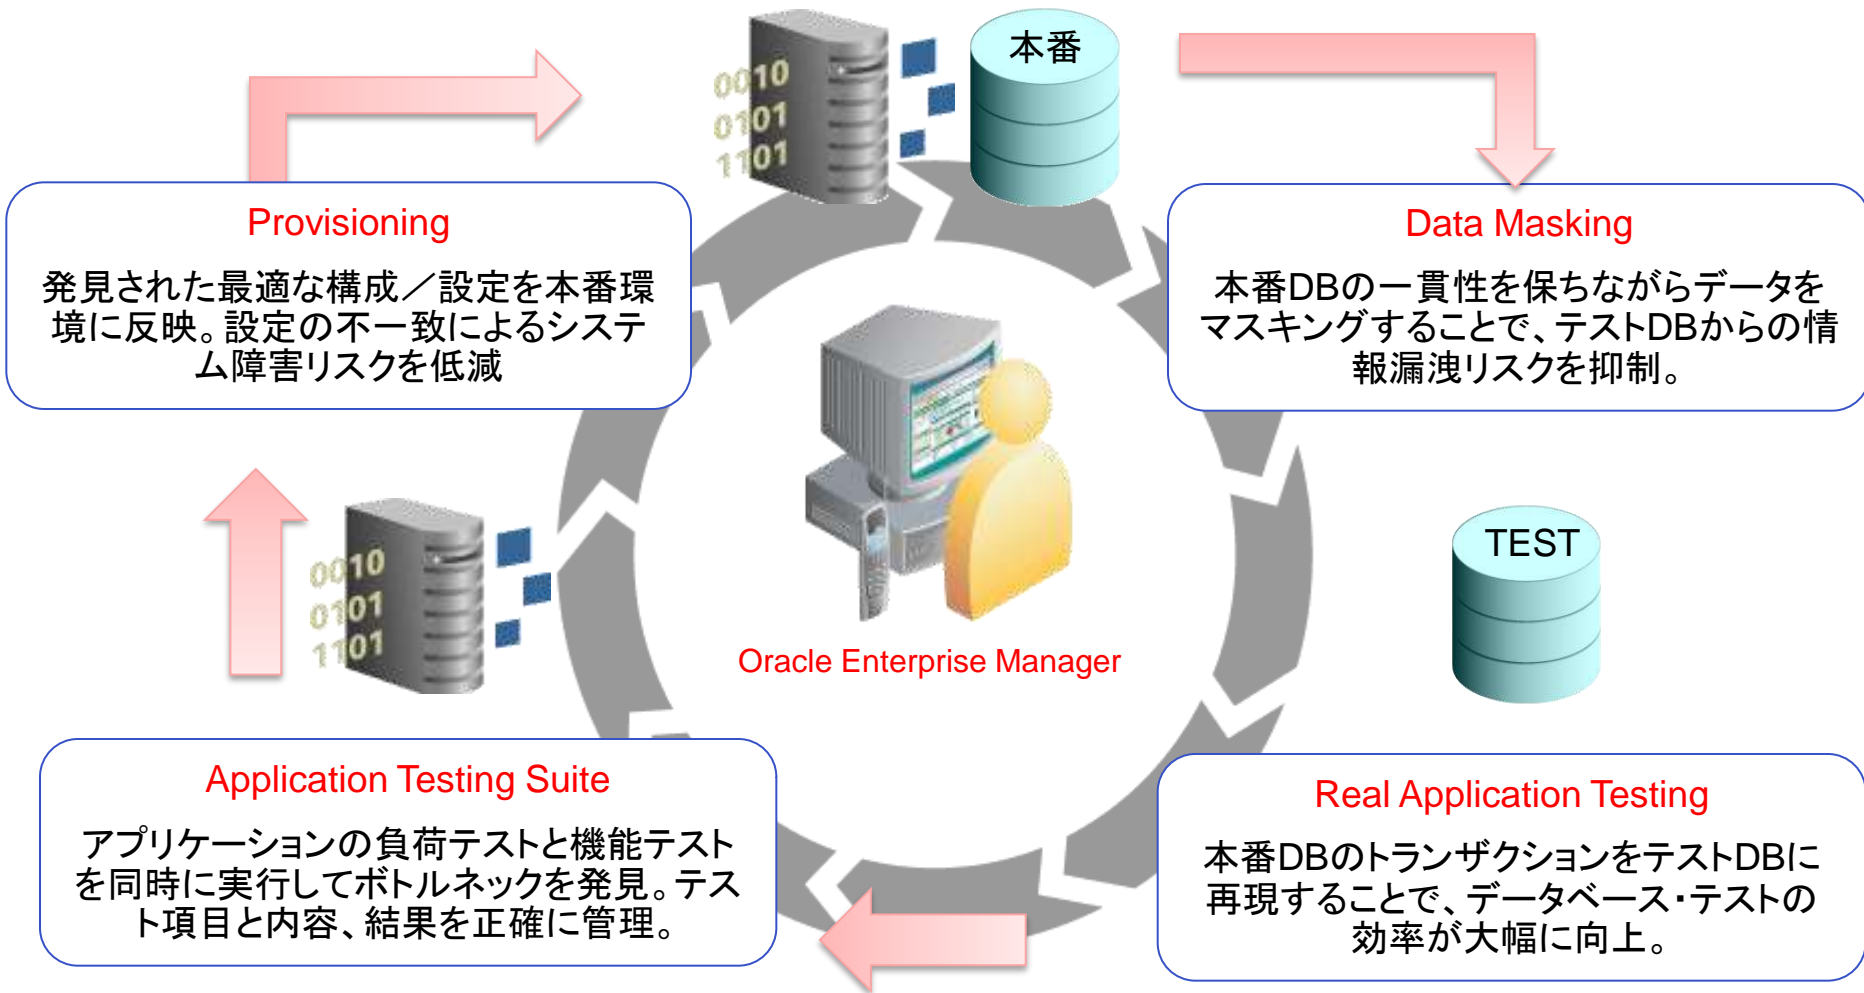 本番
0010
0101
1101
Provisioning
発見された最適な構成／設定を本番環
境に反映。設定の不一致によるシステ
ム障害リスクを低減
Data Masking
本番DBの一貫性を保ちながらデータを
マスキングすることで、テストDBからの情
報漏洩リスクを抑制。
TEST
0010
0101
1101
Oracle Enterprise Manager
Application Testing Suite
アプリケーションの負荷テストと機能テスト
を同時に実行してボトルネックを発見。テス
ト項目と内容、結果を正確に管理。
Real Application Testing
本番DBのトランザクションをテストDBに
再現することで、データベース・テストの
効率が大幅に向上。